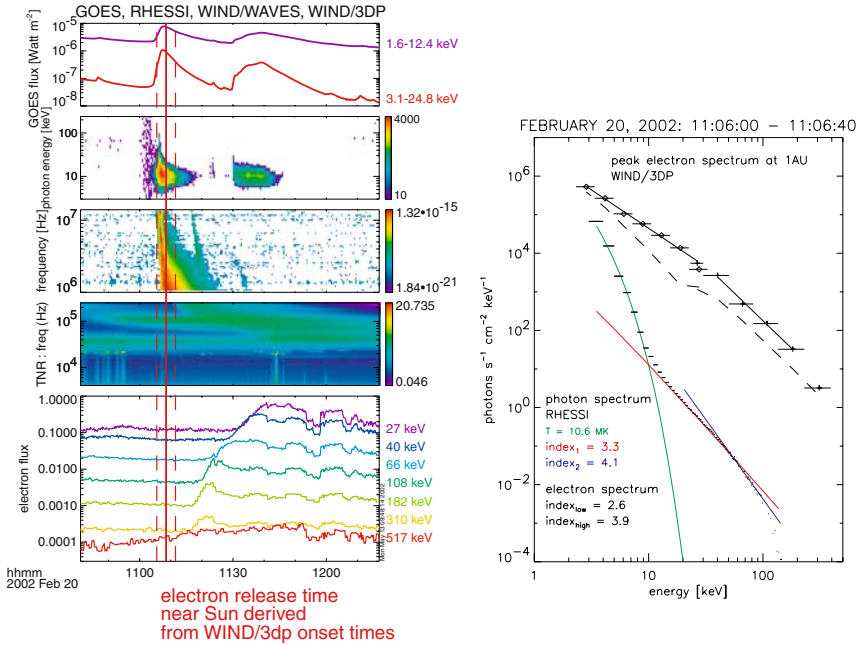 GOES, RHESSI, WIND/WAVES, WIND/3DP
GOES flux [Watt m⁻²]
10⁻⁵
10⁻⁶
10⁻⁷
10⁻⁸
1.6-12.4 keV
3.1-24.8 keV
photon energy [keV]
100
10
4000
10
frequency [Hz]
10⁷
10⁶
1.32•10⁻¹⁵
1.84•10⁻²¹
TNR : freq (Hz)
10⁵
10⁴
20.735
0.046
electron flux
1.0000
0.1000
0.0100
0.0010
0.0001
27 keV
40 keV
66 keV
108 keV
182 keV
310 keV
517 keV
hhmm
2002 Feb 20
1100
1130
1200
electron release time
near Sun derived
from WIND/3dp onset times
FEBRUARY 20, 2002: 11:06:00 – 11:06:40
peak electron spectrum at 1AU
WIND/3DP
photons s⁻¹ cm⁻² keV⁻¹
10⁶
10⁴
10²
10⁰
10⁻²
10⁻⁴
photon spectrum
RHESSI
T = 10.6 MK
index₁ = 3.3
index₂ = 4.1
electron spectrum
index_low = 2.6
index_high = 3.9
1
10
100
energy [keV]